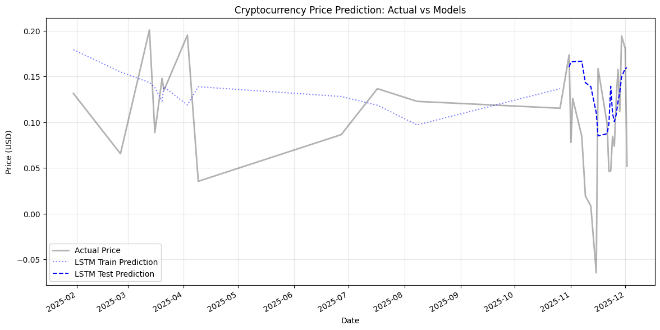 Cryptocurrency Price Prediction: Actual vs Models
Price (USD)
0.20
0.15
0.10
0.05
0.00
−0.05
Actual Price
LSTM Train Prediction
LSTM Test Prediction
2025-02
2025-03
2025-04
2025-05
2025-06
2025-07
2025-08
2025-09
2025-10
2025-11
2025-12
Date